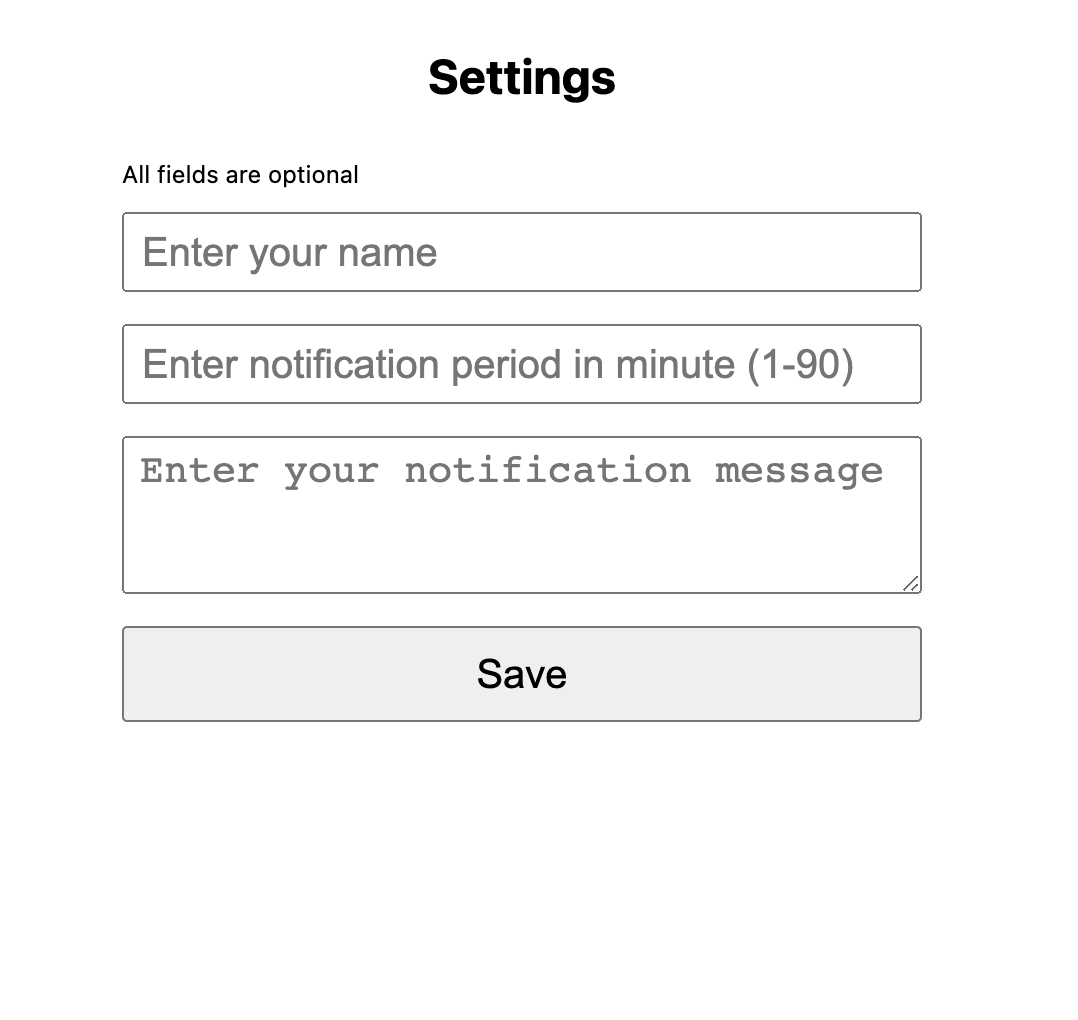 Settings
All fields are optional
Enter your name
Enter notification period in minute (1-90)
Enter your notification message
Save